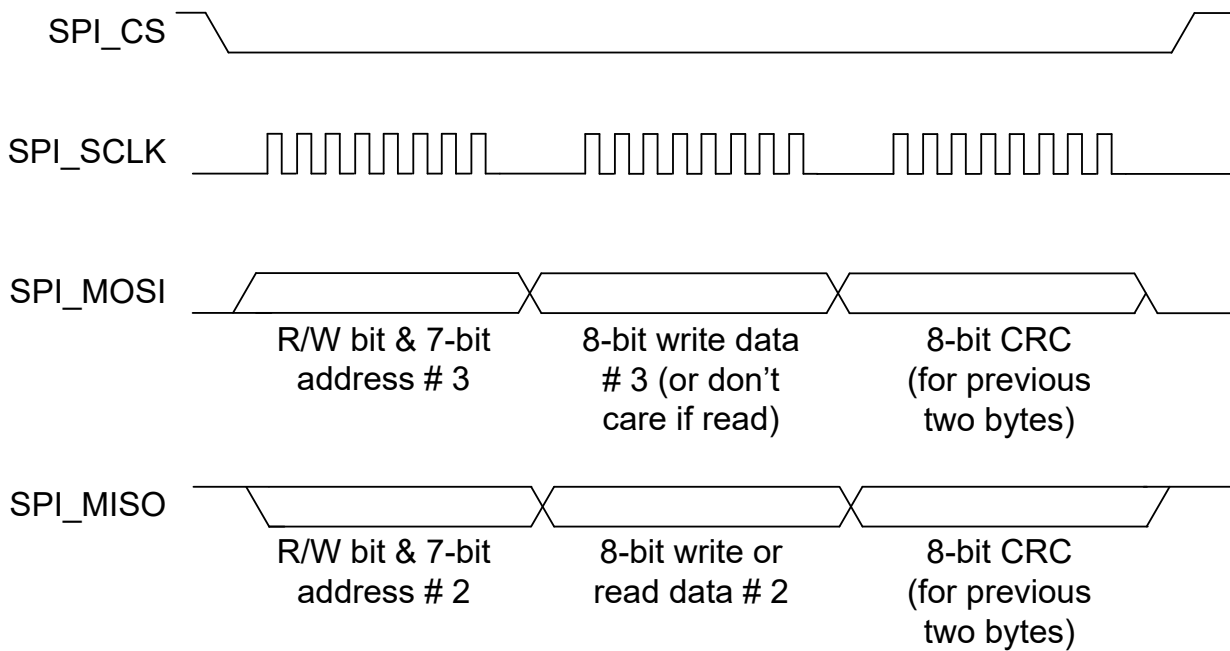 SPI_CS
SPI_SCLK
SPI_MOSI
R/W bit & 7-bit
address # 3
8-bit write data
# 3 (or don’t
care if read)
8-bit CRC
(for previous
two bytes)
SPI_MISO
R/W bit & 7-bit
address # 2
8-bit write or
read data # 2
8-bit CRC
(for previous
two bytes)